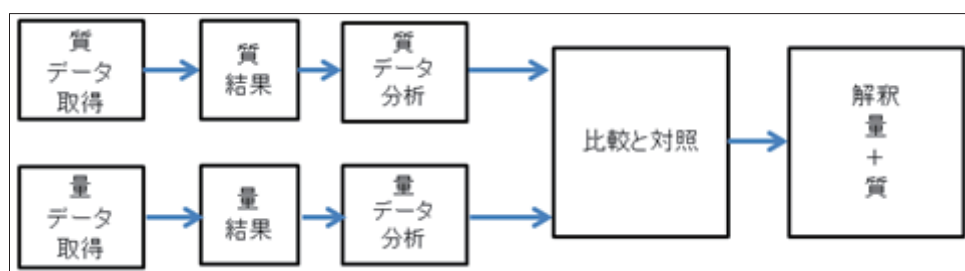 質
データ
取得
質
結果
質
データ
分析
量
データ
取得
量
結果
量
データ
分析
比較と対照
解釈
量
+
質